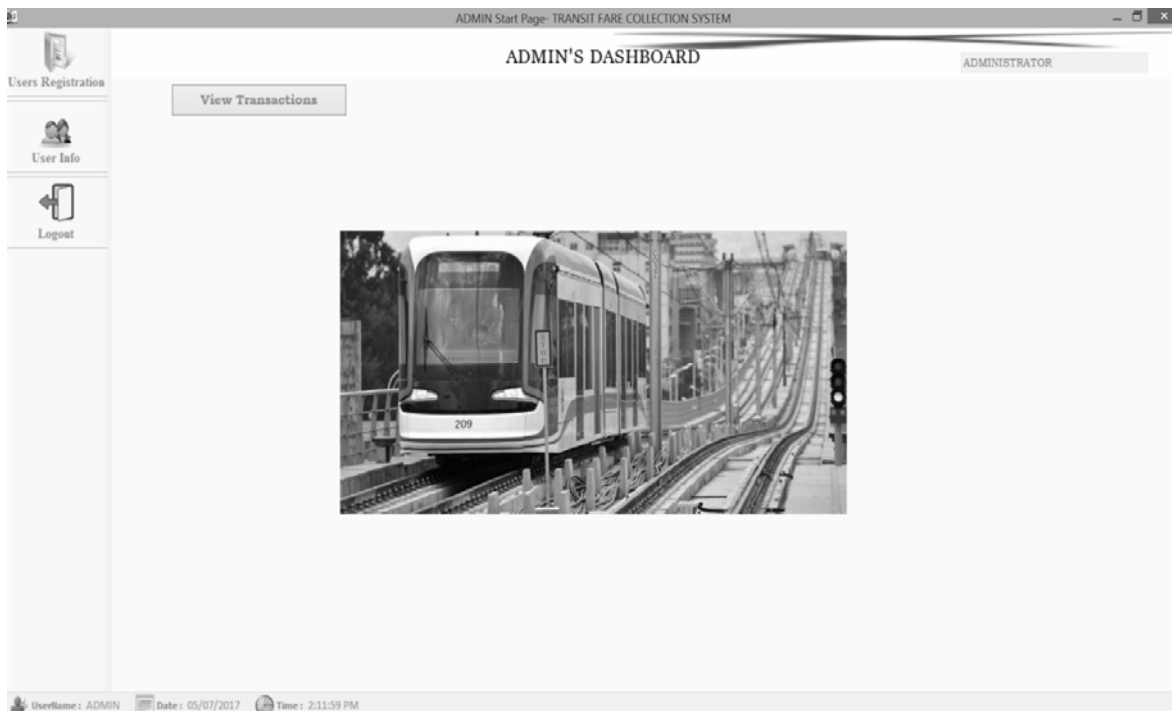 ADMIN Start Page- TRANSIT FARE COLLECTION SYSTEM
ADMIN'S DASHBOARD
ADMINISTRATOR
Users Registration
View Transactions
User Info
Logout
STOP
209
UserName : ADMIN Date : 05/07/2017 Time : 2:11:59 PM